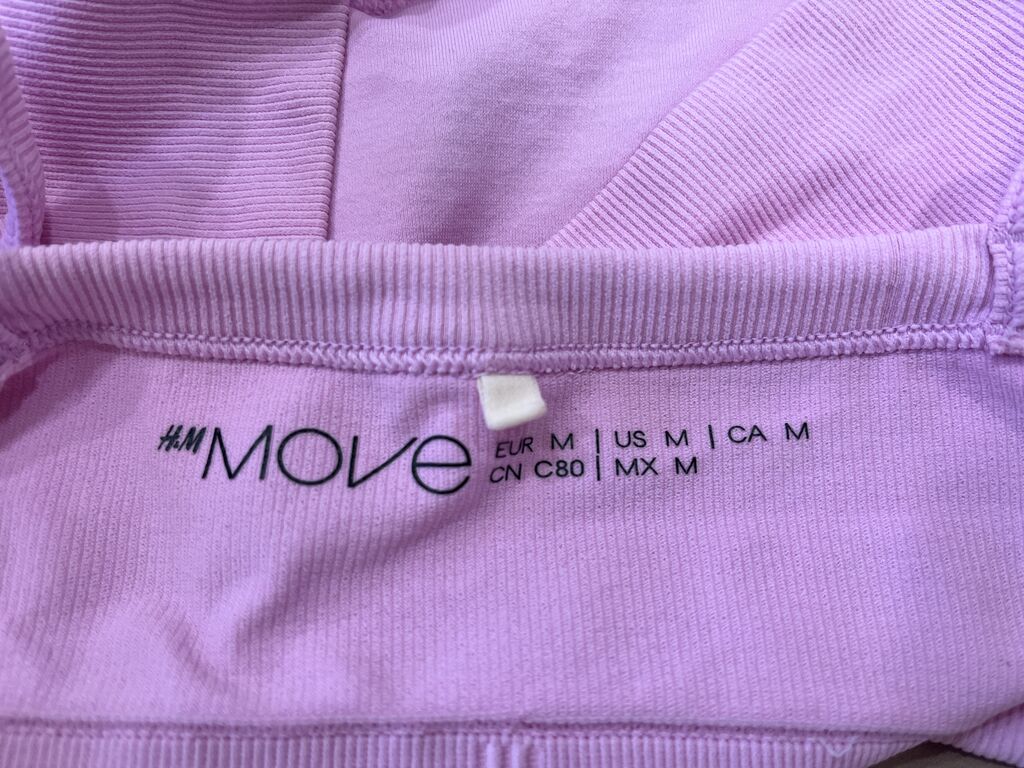 H&M MOVE
EUR M | US M | CA M
CN C80 | MX M